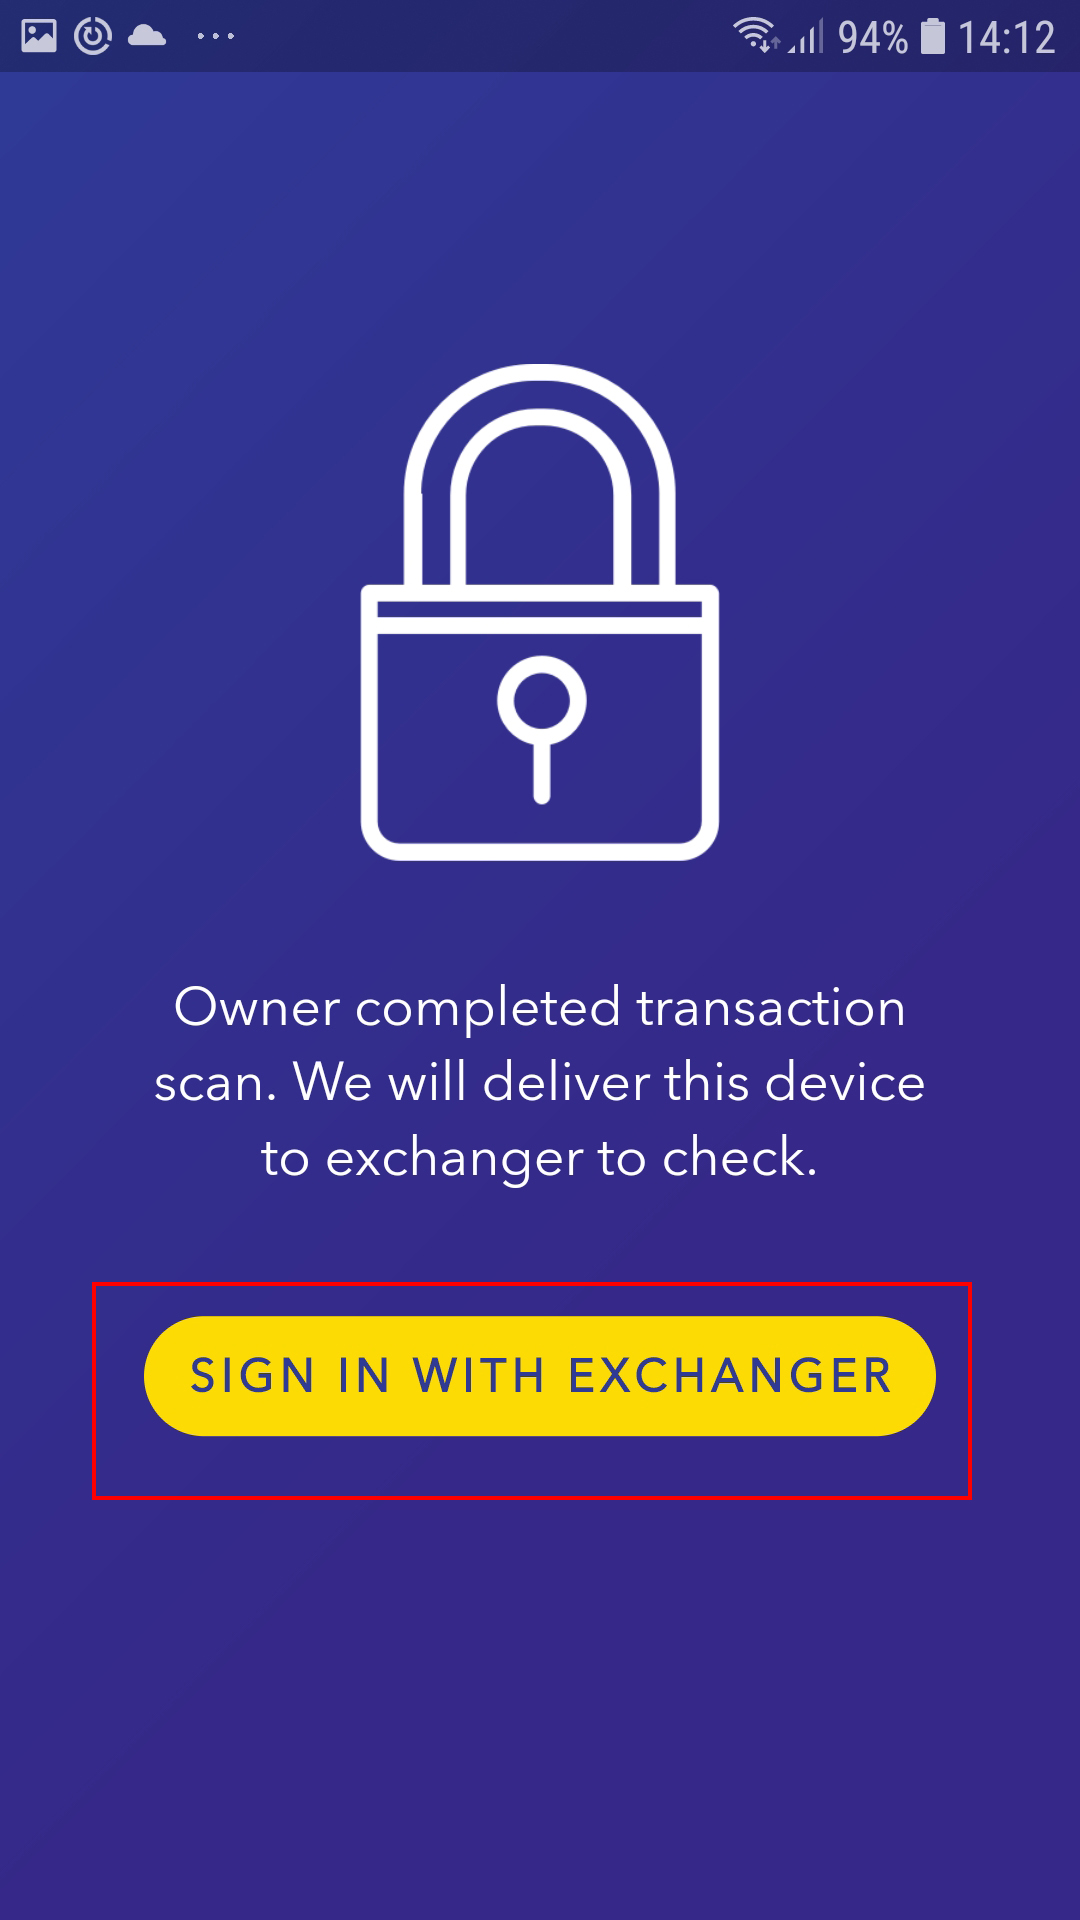 94% 14:12
Owner completed transaction
scan. We will deliver this device
to exchanger to check.
SIGN IN WITH EXCHANGER